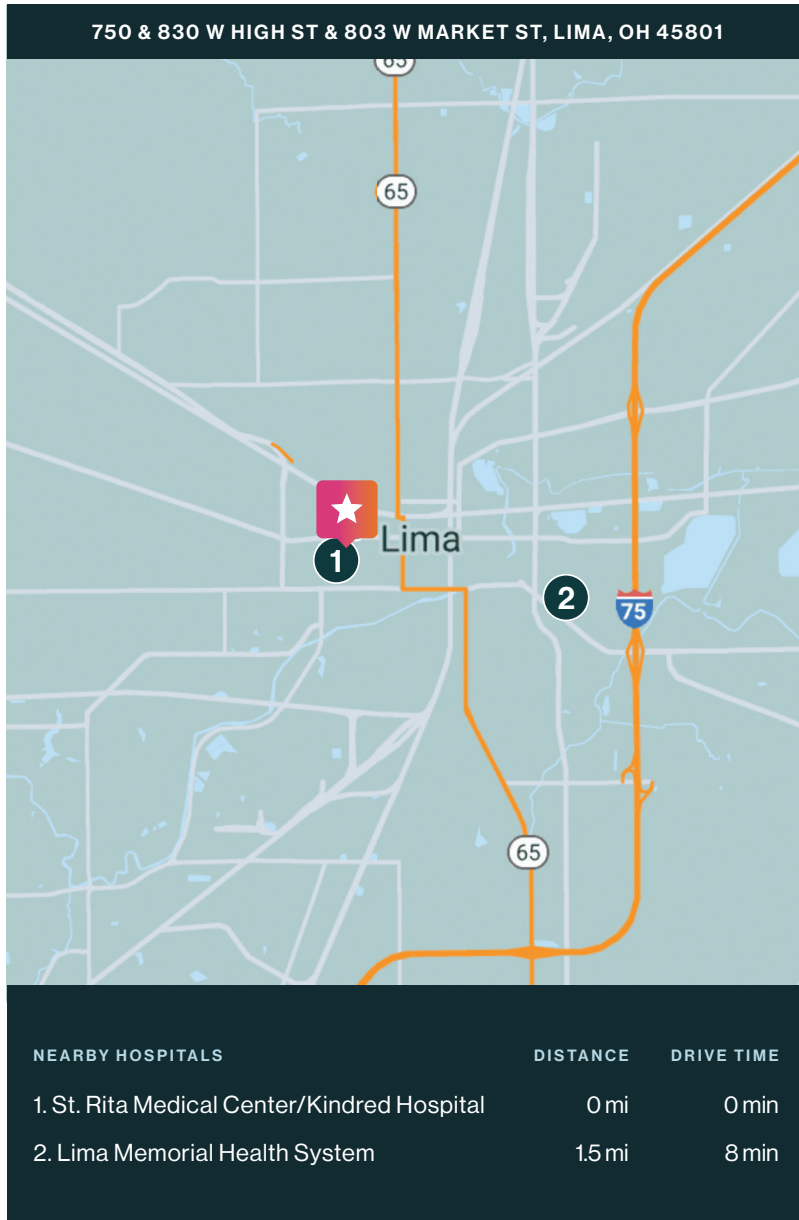 750 & 830 W HIGH ST & 803 W MARKET ST, LIMA, OH 45801
65
65
Lima
1
2
75
65
NEARBY HOSPITALS DISTANCE DRIVE TIME
1. St. Rita Medical Center/Kindred Hospital 0 mi 0 min
2. Lima Memorial Health System 1.5 mi 8 min